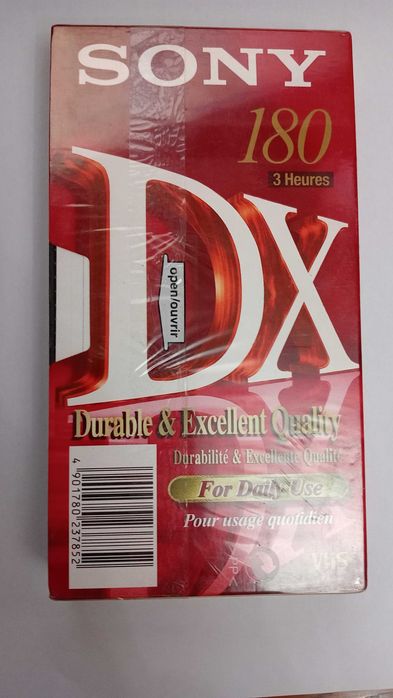 SONY
180
3 Heures
DX
open/ouvrir
Durable & Excellent Quality
Durabilité & Excellente Qualité
For Daily Use
Pour usage quotidien
VHS
4 901780 237852